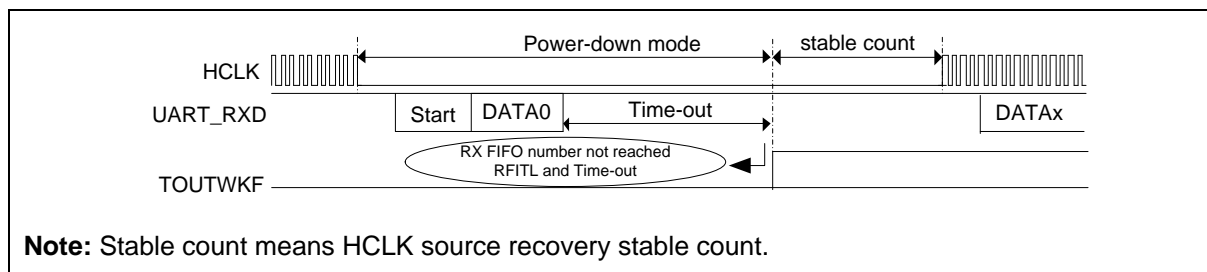 Power-down mode
stable count
HCLK
UART_RXD
Start
DATA0
Time-out
DATAx
RX FIFO number not reached
RFITL and Time-out
TOUTWKF
Note: Stable count means HCLK source recovery stable count.